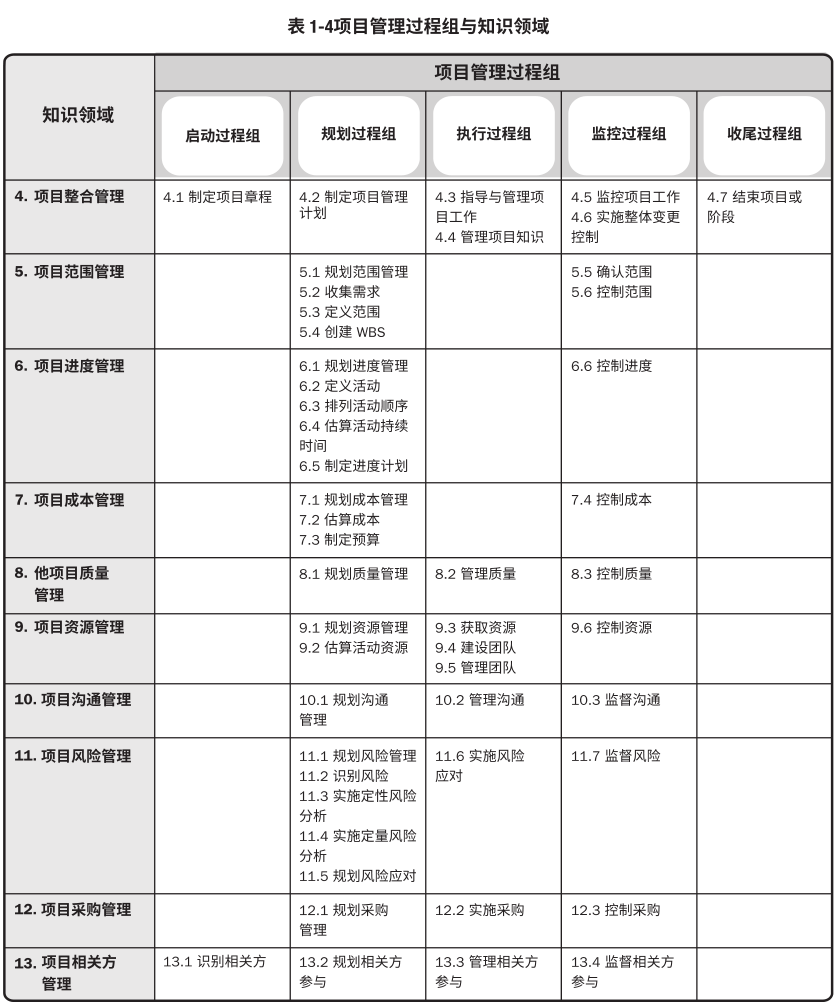 表 1-4项目管理过程组与知识领域
知识领域
项目管理过程组
启动过程组
规划过程组
执行过程组
监控过程组
收尾过程组
4. 项目整合管理
4.1 制定项目章程
4.2 制定项目管理
计划
4.3 指导与管理项
目工作
4.4 管理项目知识
4.5 监控项目工作
4.6 实施整体变更
控制
4.7 结束项目或
阶段
5. 项目范围管理
5.1 规划范围管理
5.2 收集需求
5.3 定义范围
5.4 创建 WBS
5.5 确认范围
5.6 控制范围
6. 项目进度管理
6.1 规划进度管理
6.2 定义活动
6.3 排列活动顺序
6.4 估算活动持续
时间
6.5 制定进度计划
6.6 控制进度
7. 项目成本管理
7.1 规划成本管理
7.2 估算成本
7.3 制定预算
7.4 控制成本
8. 他项目质量
管理
8.1 规划质量管理
8.2 管理质量
8.3 控制质量
9. 项目资源管理
9.1 规划资源管理
9.2 估算活动资源
9.3 获取资源
9.4 建设团队
9.5 管理团队
9.6 控制资源
10. 项目沟通管理
10.1 规划沟通
管理
10.2 管理沟通
10.3 监督沟通
11. 项目风险管理
11.1 规划风险管理
11.2 识别风险
11.3 实施定性风险
分析
11.4 实施定量风险
分析
11.5 规划风险应对
11.6 实施风险
应对
11.7 监督风险
12. 项目采购管理
12.1 规划采购
管理
12.2 实施采购
12.3 控制采购
13. 项目相关方
管理
13.1 识别相关方
13.2 规划相关方
参与
13.3 管理相关方
参与
13.4 监督相关方
参与